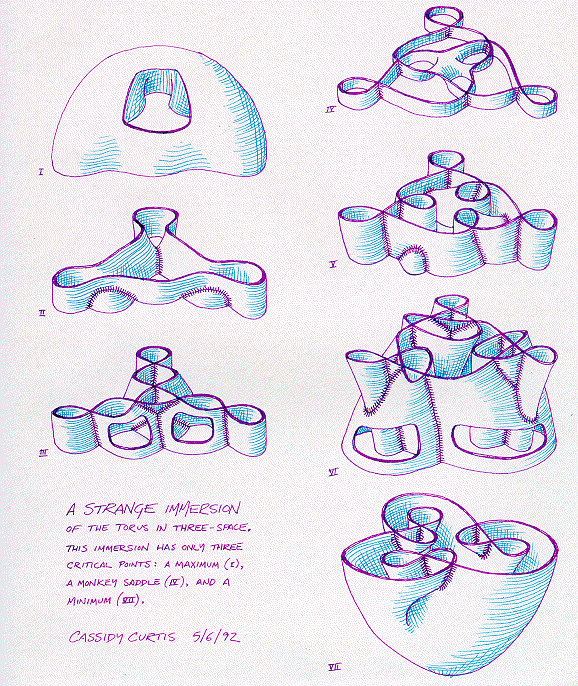 I
II
III
IV
V
VI
VII
A STRANGE IMMERSION
OF THE TORUS IN THREE-SPACE.
THIS IMMERSION HAS ONLY THREE
CRITICAL POINTS: A MAXIMUM (I),
A MONKEY SADDLE (IV), AND A
MINIMUM (VII).
CASSIDY CURTIS 5/6/92